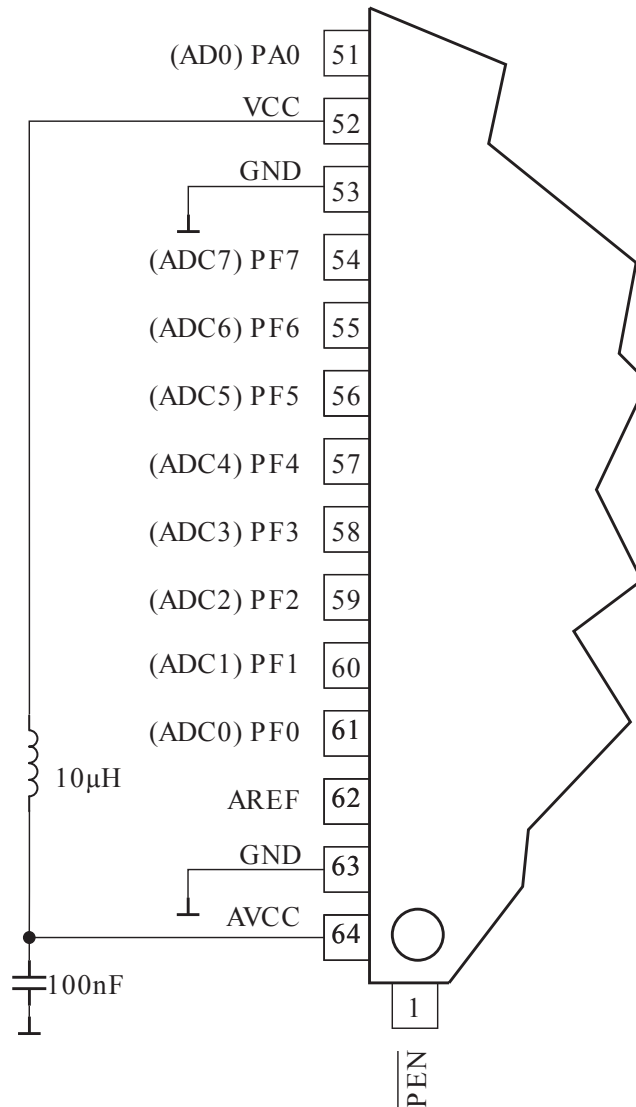 (AD0) PA0 51
VCC 52
GND 53
(ADC7) PF7 54
(ADC6) PF6 55
(ADC5) PF5 56
(ADC4) PF4 57
(ADC3) PF3 58
(ADC2) PF2 59
(ADC1) PF1 60
(ADC0) PF0 61
10μH
AREF 62
GND 63
AVCC 64
100nF
1
PEN